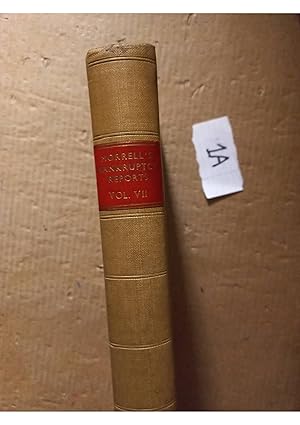 MORRELL'S
BANKRUPTCY
REPORTS
VOL. VII
1A